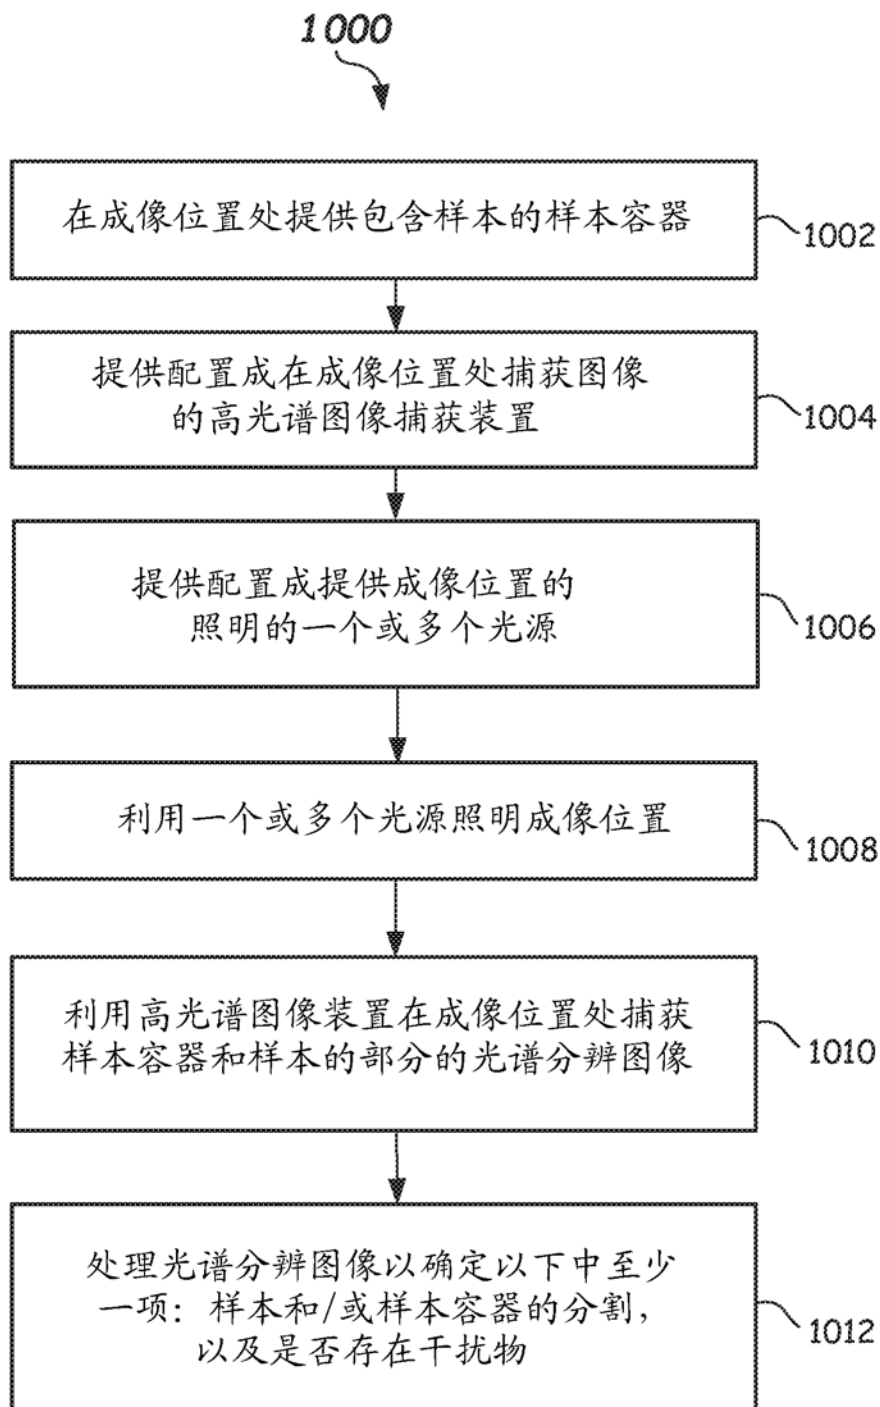 1000
在成像位置处提供包含样本的样本容器
1002
提供配置成在成像位置处捕获图像
的高光谱图像捕获装置
1004
提供配置成提供成像位置的
照明的一个或多个光源
1006
利用一个或多个光源照明成像位置
1008
利用高光谱图像装置在成像位置处捕获
样本容器和样本的部分的光谱分辨图像
1010
处理光谱分辨图像以确定以下中至少
一项：样本和/或样本容器的分割，
以及是否存在干扰物
1012